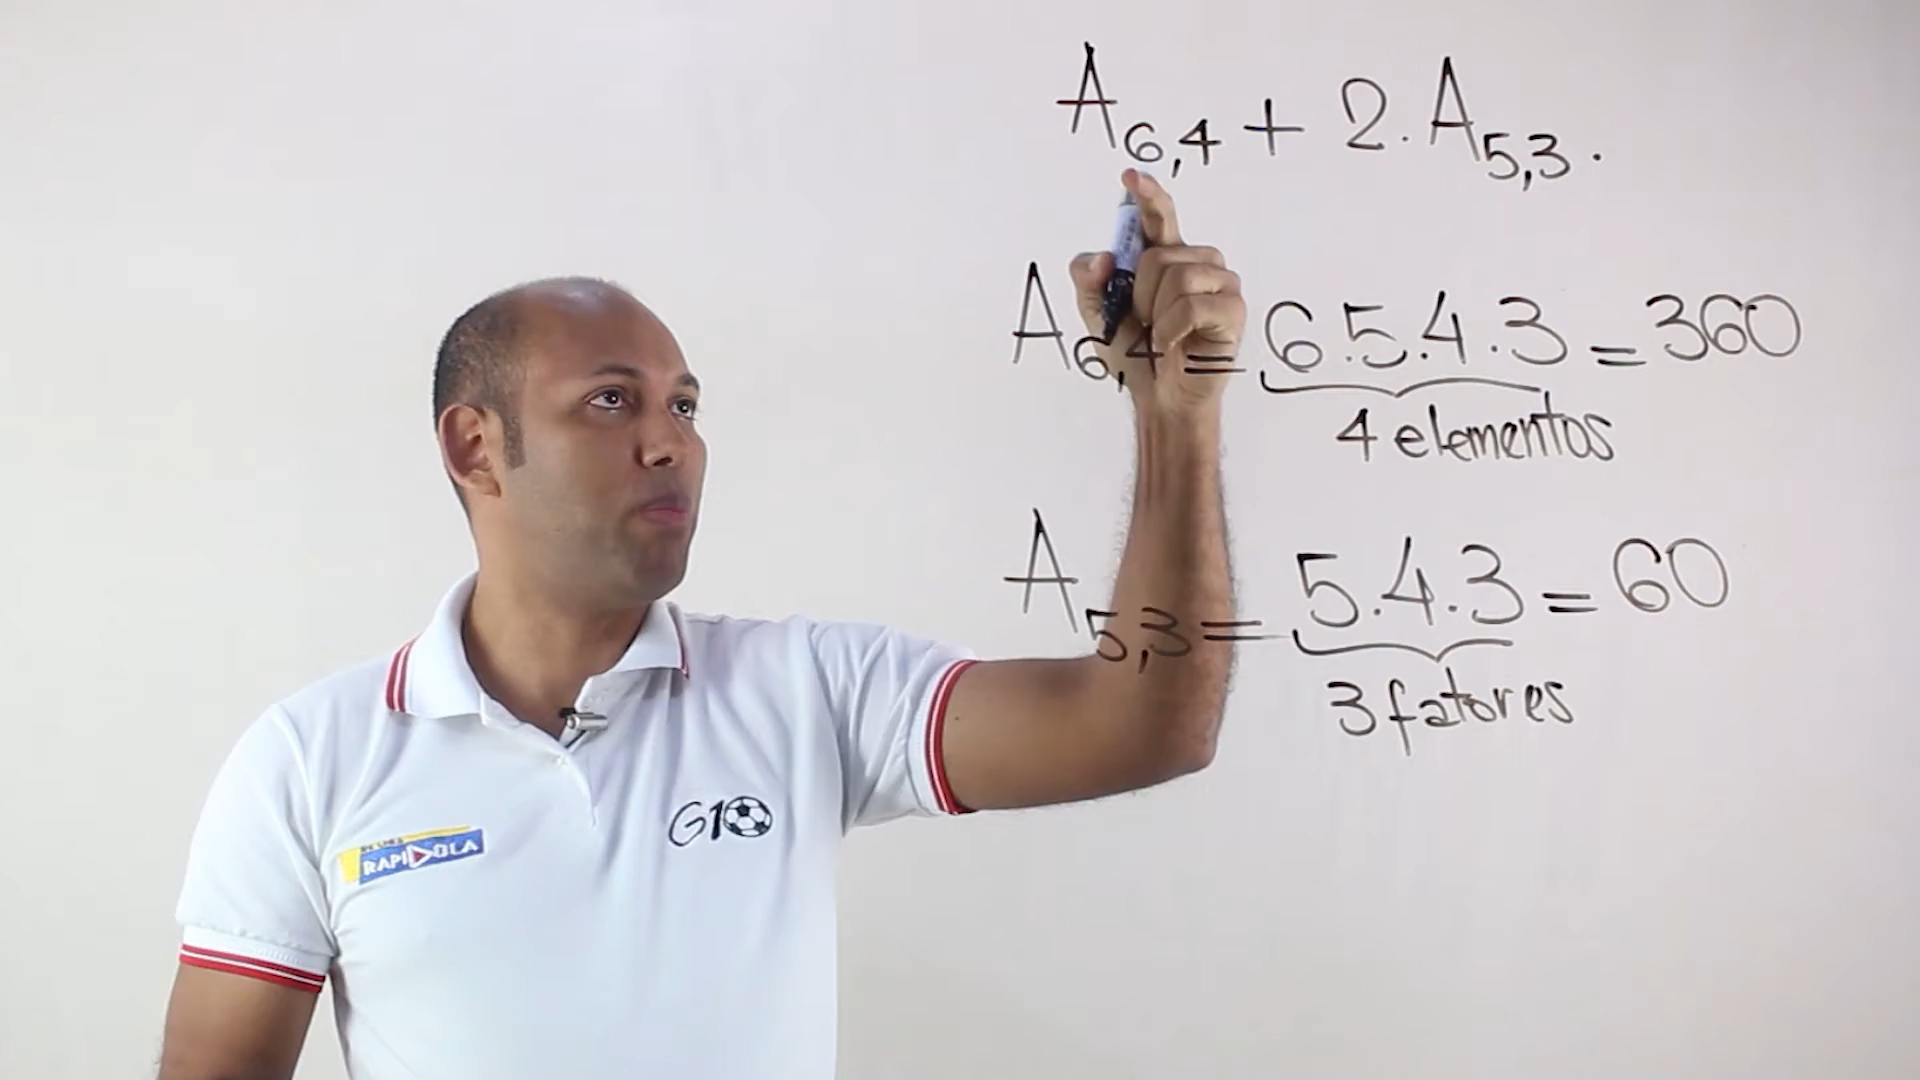 A6,4 + 2. A5,3.
A6,4 = 6.5.4.3 = 360
4 elementos
A5,3 = 5.4.3 = 60
3 fatores
G10
RAPIDOLA